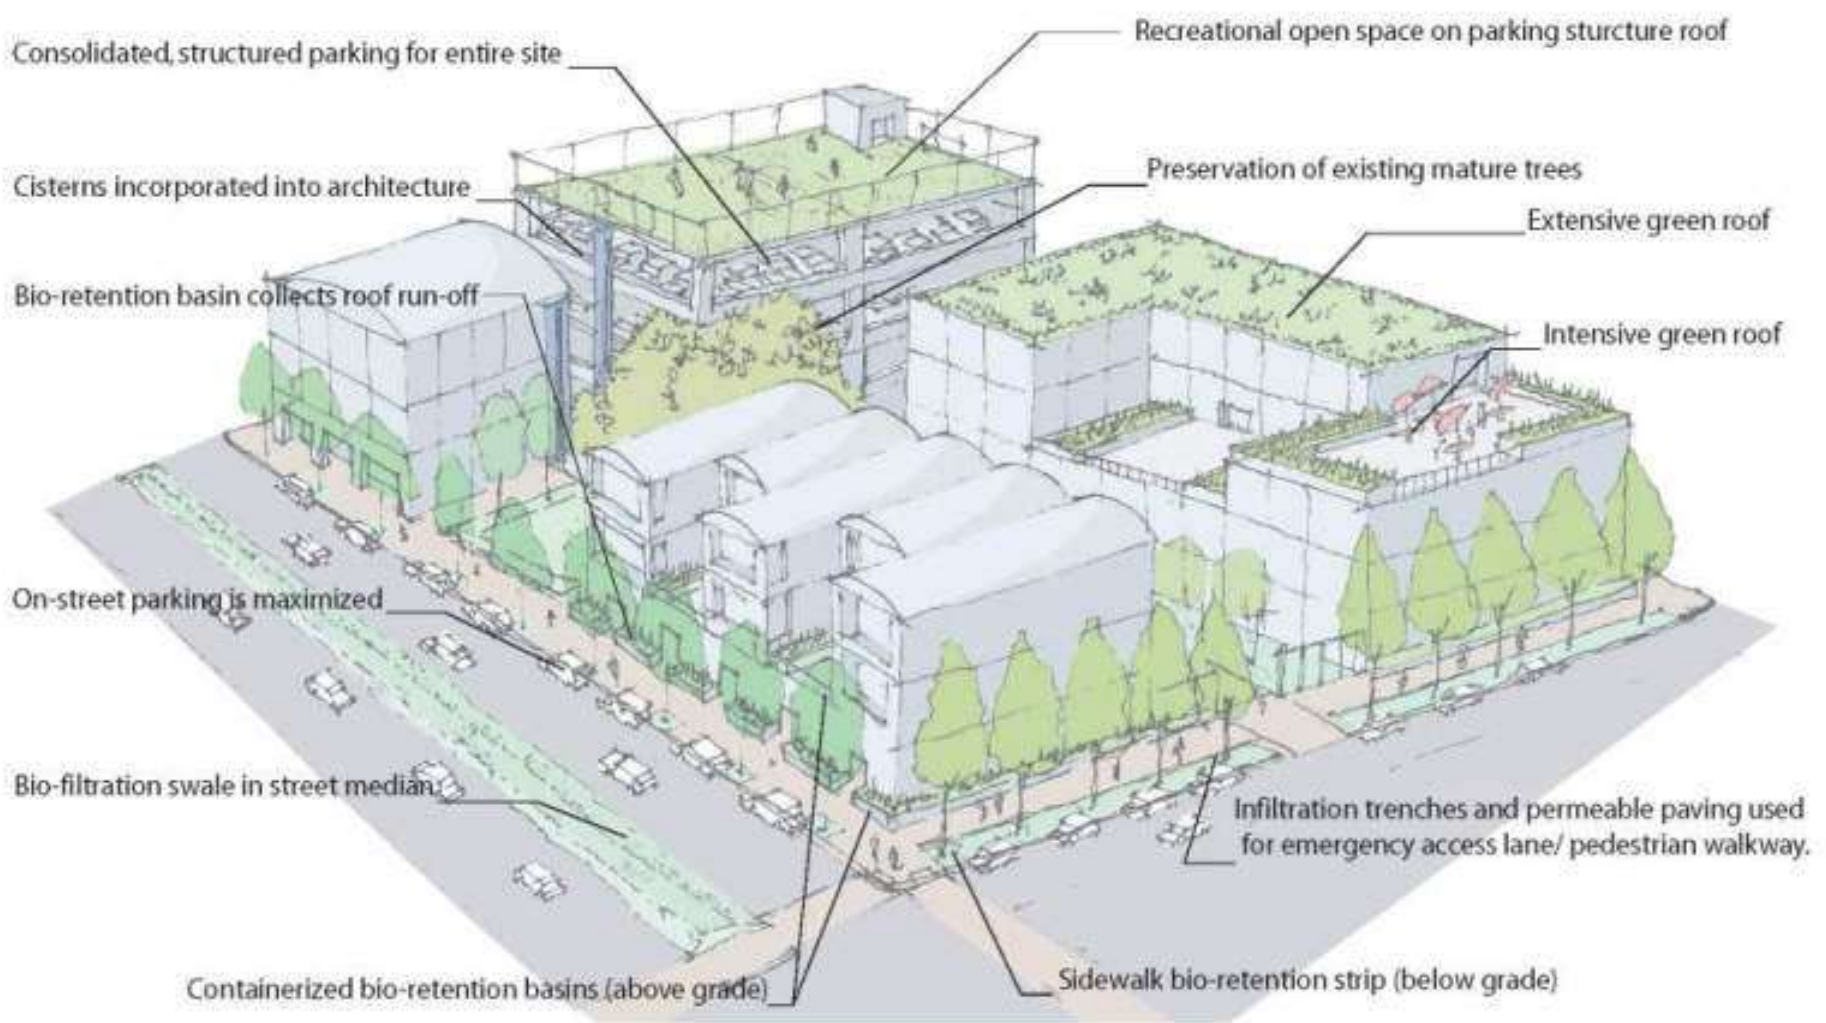 Consolidated, structured parking for entire site
Recreational open space on parking sturcture roof
Cisterns incorporated into architecture
Preservation of existing mature trees
Extensive green roof
Bio-retention basin collects roof run-off
Intensive green roof
On-street parking is maximized
Bio-filtration swale in street median
Infiltration trenches and permeable paving used
for emergency access lane/ pedestrian walkway.
Containerized bio-retention basins (above grade)
Sidewalk bio-retention strip (below grade)